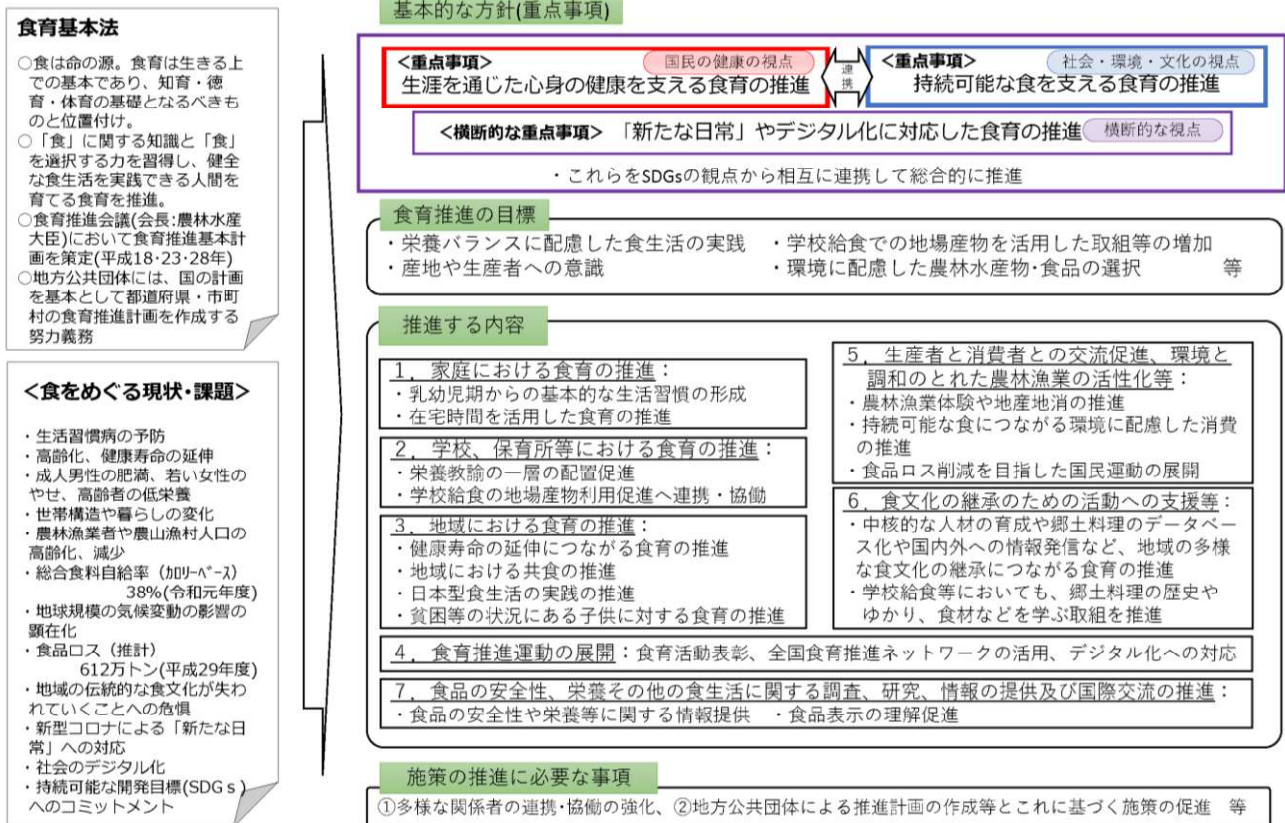 食育基本法
○食は命の源。食育は生きる上
での基本であり、知育・徳
育・体育の基礎となるべきも
のと位置付け。
○「食」に関する知識と「食」
を選択する力を習得し、健全
な食生活を実践できる人間を
育てる食育を推進。
○食育推進会議(会長:農林水産
大臣)において食育推進基本計
画を策定(平成18・23・28年)
○地方公共団体には、国の計画
を基本として都道府県・市町
村の食育推進計画を作成する
努力義務
<食をめぐる現状・課題>
・生活習慣病の予防
・高齢化、健康寿命の延伸
・成人男性の肥満、若い女性の
やせ、高齢者の低栄養
・世帯構造や暮らしの変化
・農林漁業者や農山漁村人口の
高齢化、減少
・総合食料自給率(ｶﾛﾘｰﾍﾞｰｽ)
38%(令和元年度)
・地球規模の気候変動の影響の
顕在化
・食品ロス(推計)
612万トン(平成29年度)
・地域の伝統的な食文化が失わ
れていくことへの危惧
・新型コロナによる「新たな日
常」への対応
・社会のデジタル化
・持続可能な開発目標(SDGｓ)
へのコミットメント
基本的な方針(重点事項)
<重点事項> 国民の健康の視点
生涯を通じた心身の健康を支える食育の推進
連携
<重点事項> 社会・環境・文化の視点
持続可能な食を支える食育の推進
<横断的な重点事項> 「新たな日常」やデジタル化に対応した食育の推進 横断的な視点
・これらをSDGsの観点から相互に連携して総合的に推進
食育推進の目標
・栄養バランスに配慮した食生活の実践 ・学校給食での地場産物を活用した取組等の増加
・産地や生産者への意識 ・環境に配慮した農林水産物・食品の選択 等
推進する内容
1. 家庭における食育の推進：
・乳幼児期からの基本的な生活習慣の形成
・在宅時間を活用した食育の推進
2. 学校、保育所等における食育の推進：
・栄養教諭の一層の配置促進
・学校給食の地場産物利用促進へ連携・協働
3. 地域における食育の推進：
・健康寿命の延伸につながる食育の推進
・地域における共食の推進
・日本型食生活の実践の推進
・貧困等の状況にある子供に対する食育の推進
5. 生産者と消費者との交流促進、環境と
調和のとれた農林漁業の活性化等：
・農林漁業体験や地産地消の推進
・持続可能な食につながる環境に配慮した消費
の推進
・食品ロス削減を目指した国民運動の展開
6. 食文化の継承のための活動への支援等：
・中核的な人材の育成や郷土料理のデータベー
ス化や国内外への情報発信など、地域の多様
な食文化の継承につながる食育の推進
・学校給食等においても、郷土料理の歴史や
ゆかり、食材などを学ぶ取組を推進
4. 食育推進運動の展開：食育活動表彰、全国食育推進ネットワークの活用、デジタル化への対応
7. 食品の安全性、栄養その他の食生活に関する調査、研究、情報の提供及び国際交流の推進：
・食品の安全性や栄養等に関する情報提供 ・食品表示の理解促進
施策の推進に必要な事項
①多様な関係者の連携・協働の強化、②地方公共団体による推進計画の作成等とこれに基づく施策の促進 等